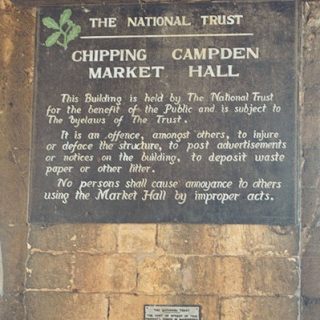 THE NATIONAL TRUST
CHIPPING CAMPDEN
MARKET HALL
This Building is held by The National Trust
for the benefit of the Public and is subject to
The Byelaws of The Trust.
It is an offence, amongst others, to injure
or deface the structure, to post advertisements
or notices on the building, to deposit waste
paper or other litter.
No persons shall cause annoyance to others
using the Market Hall by improper acts.
THE NATIONAL TRUST